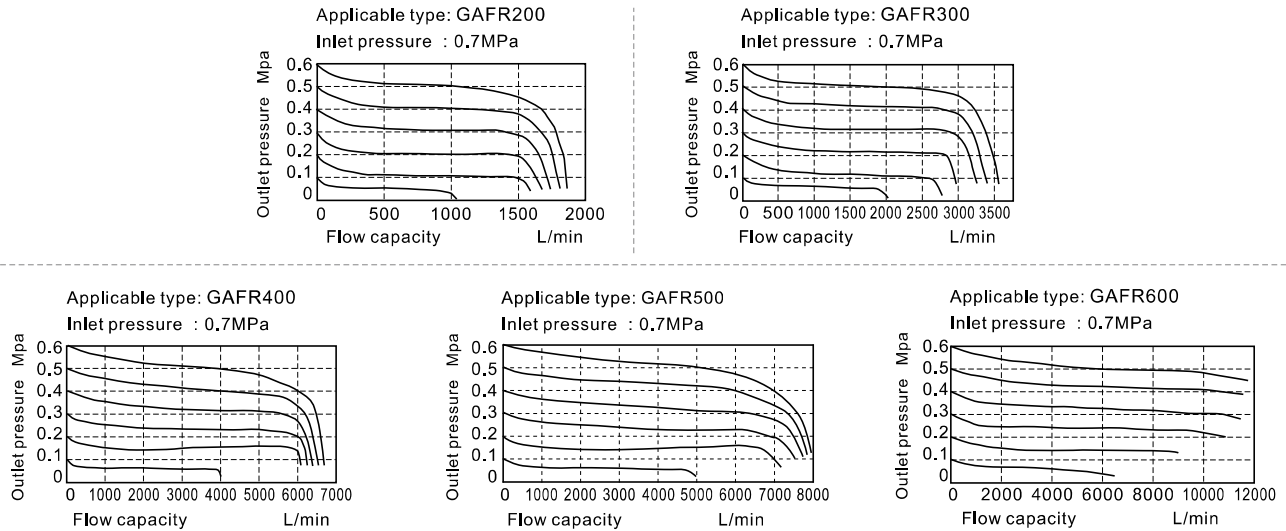 Applicable type: GAFR200
Inlet pressure : 0.7MPa
Outlet pressure Mpa
0.6
0.5
0.4
0.3
0.2
0.1
0
0 500 1000 1500 2000
Flow capacity L/min
Applicable type: GAFR300
Inlet pressure : 0.7MPa
Outlet pressure Mpa
0.6
0.5
0.4
0.3
0.2
0.1
0
0 500 1000 1500 2000 2500 3000 3500
Flow capacity L/min
Applicable type: GAFR400
Inlet pressure : 0.7MPa
Outlet pressure Mpa
0.6
0.5
0.4
0.3
0.2
0.1
0
0 1000 2000 3000 4000 5000 6000 7000
Flow capacity L/min
Applicable type: GAFR500
Inlet pressure : 0.7MPa
Outlet pressure Mpa
0.6
0.5
0.4
0.3
0.2
0.1
0
0 1000 2000 3000 4000 5000 6000 7000 8000
Flow capacity L/min
Applicable type: GAFR600
Inlet pressure : 0.7MPa
Outlet pressure Mpa
0.6
0.5
0.4
0.3
0.2
0.1
0
0 2000 4000 6000 8000 10000 12000
Flow capacity L/min